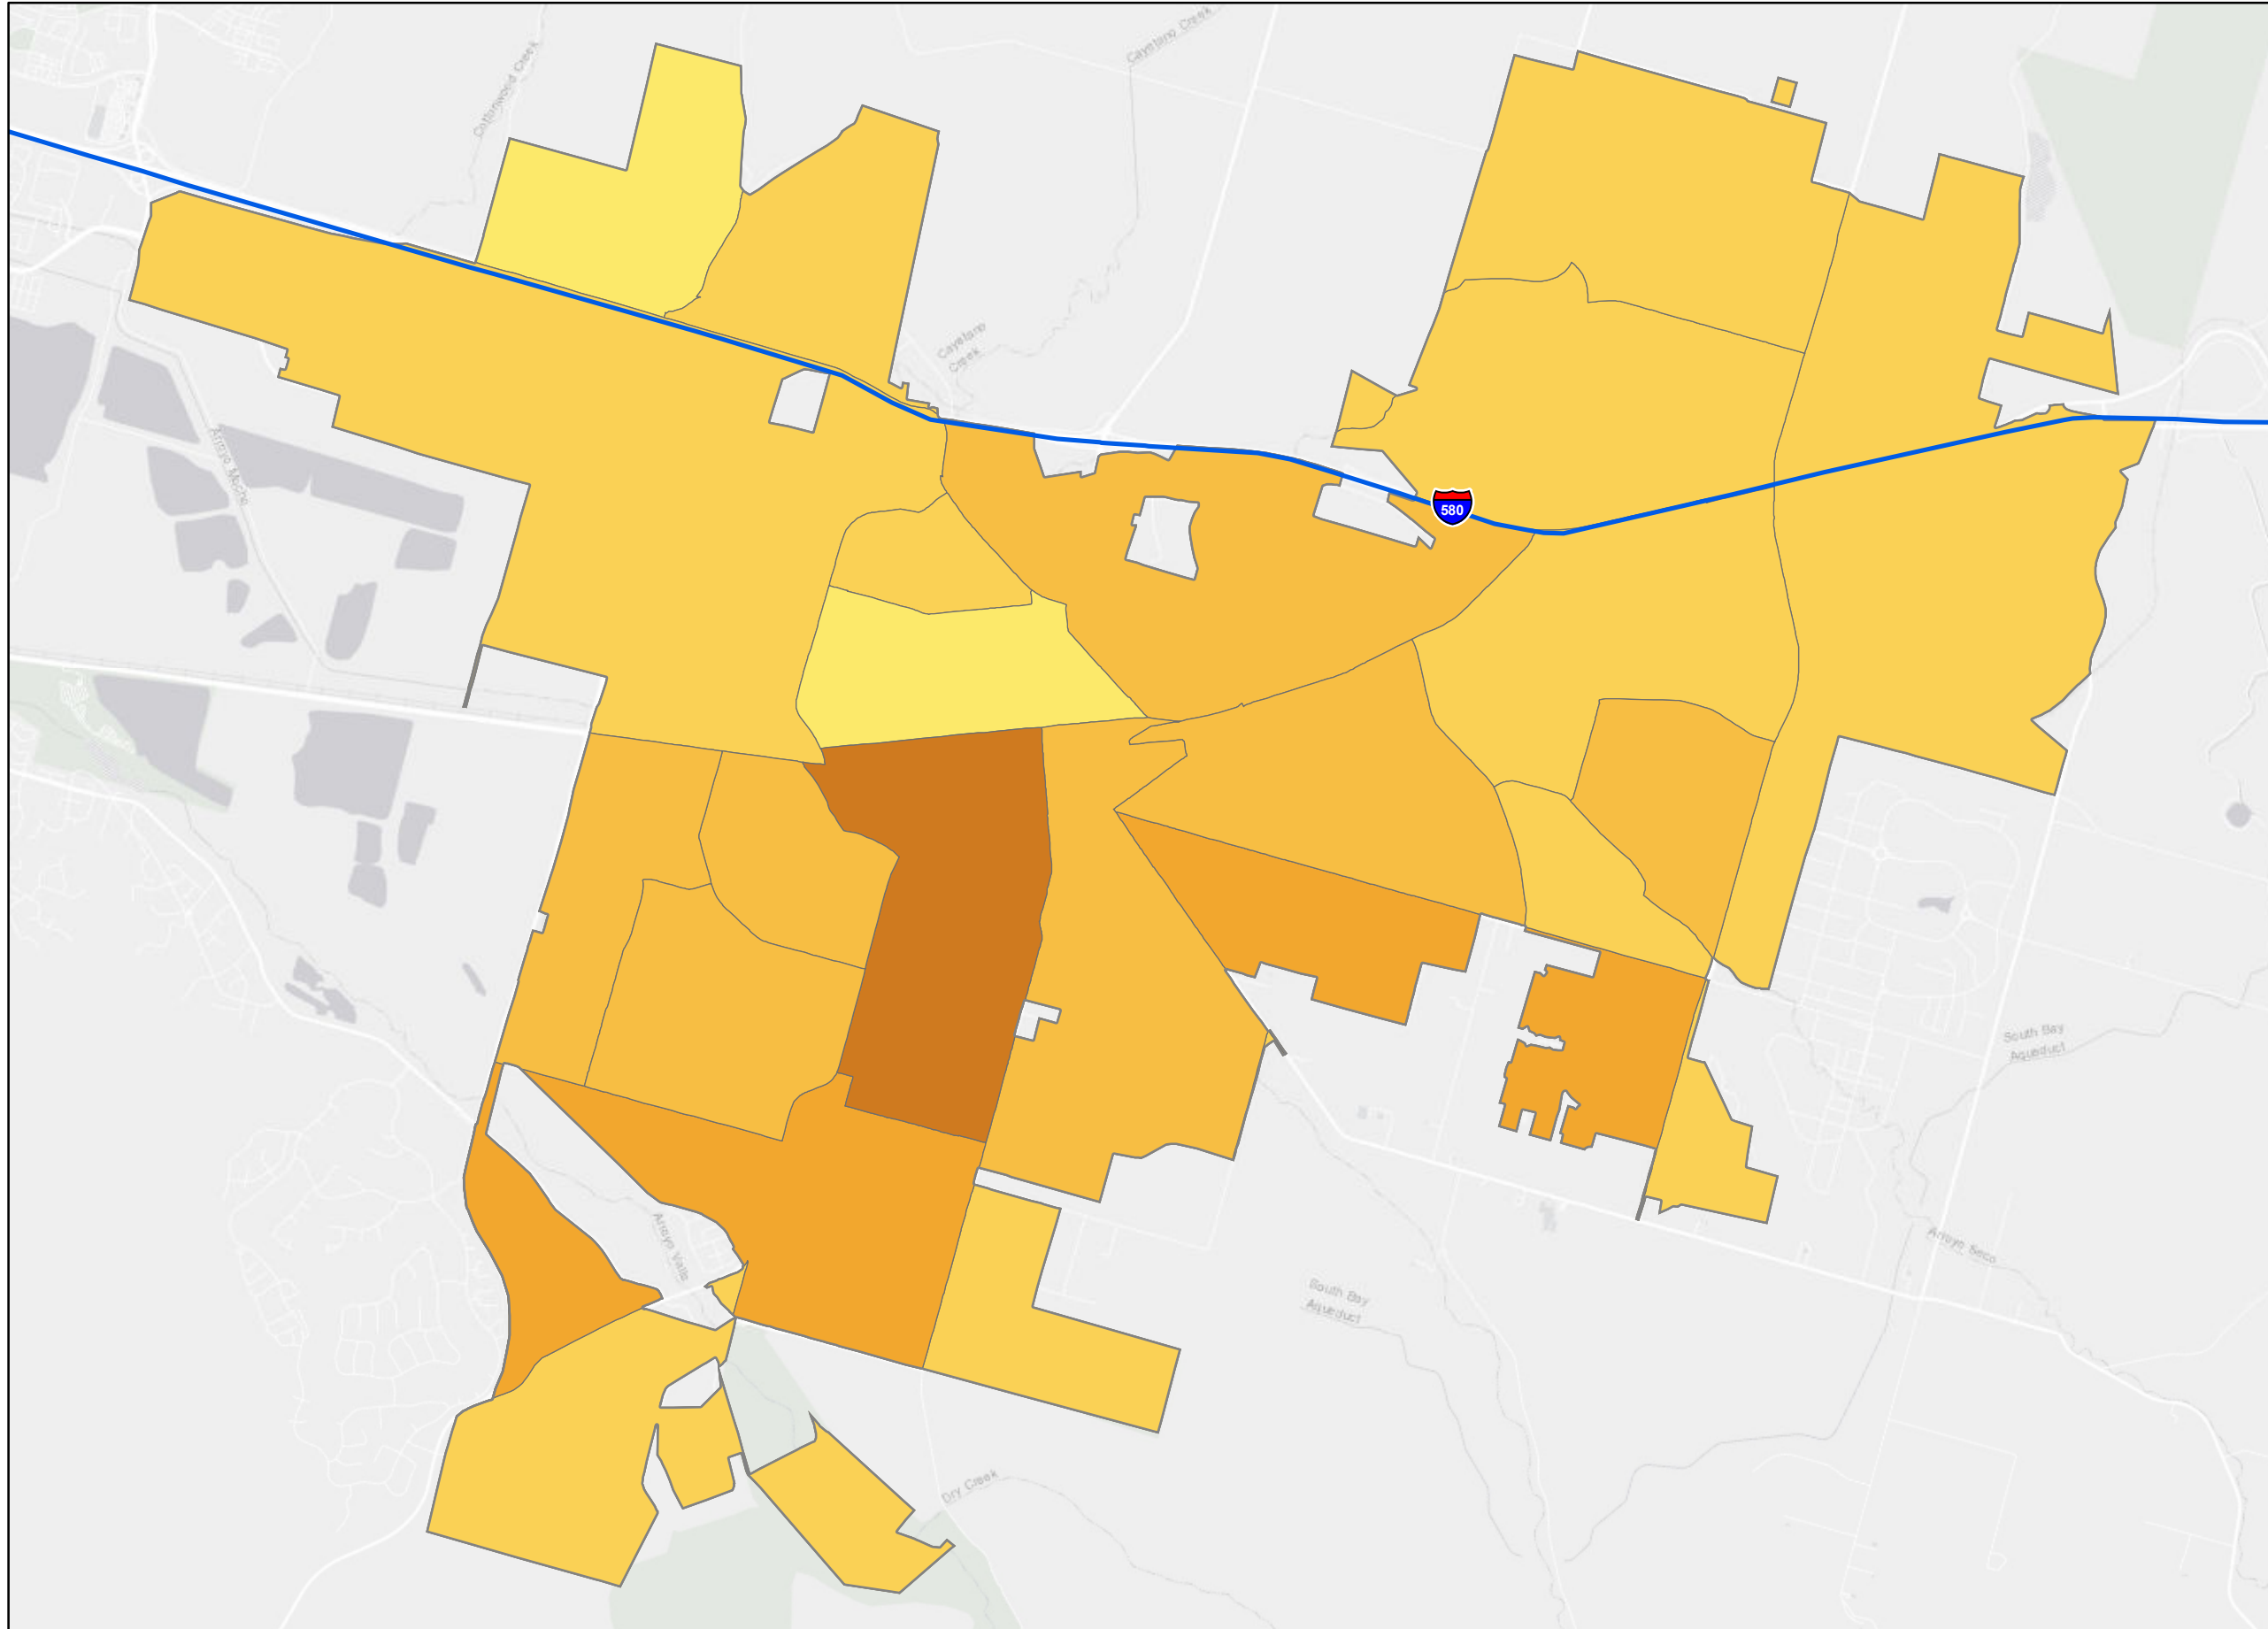 Cottonwood Creek
Cayetano Creek
Cayetano
Creek
Arroyo Mocho
580
South Bay
Aqueduct
Arroyo Valle
South Bay
Aqueduct
Arroyo Seco
Dry Creek